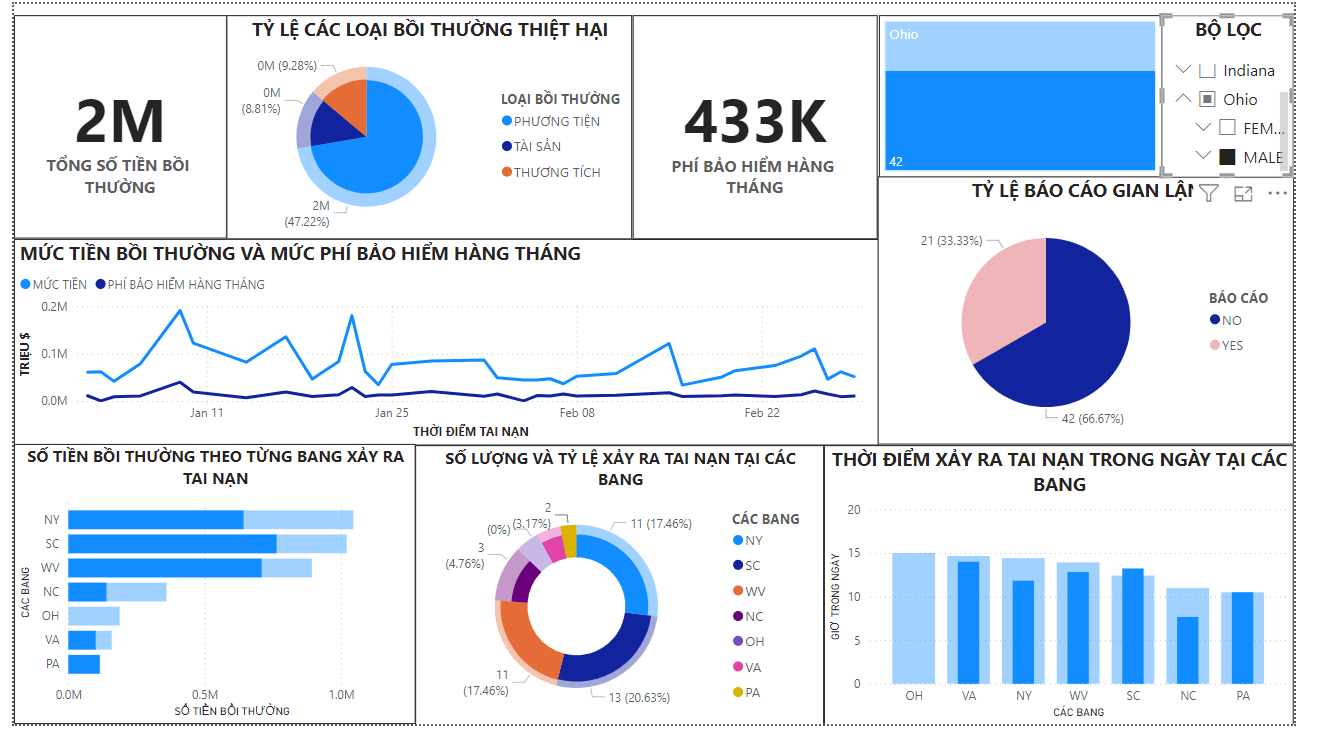 2M
TỔNG SỐ TIỀN BỒI
THƯỜNG
TỶ LỆ CÁC LOẠI BỒI THƯỜNG THIỆT HẠI
0M (9.28%)
0M
(8.81%)
2M
(47.22%)
LOẠI BỒI THƯỜNG
PHƯƠNG TIỆN
TÀI SẢN
THƯƠNG TÍCH
433K
PHÍ BẢO HIỂM HÀNG
THÁNG
Ohio
42
BỘ LỌC
Indiana
Ohio
FEM...
MALE
TỶ LỆ BÁO CÁO GIAN LẬN
21 (33.33%)
42 (66.67%)
BÁO CÁO
NO
YES
MỨC TIỀN BỒI THƯỜNG VÀ MỨC PHÍ BẢO HIỂM HÀNG THÁNG
MỨC TIỀN
PHÍ BẢO HIỂM HÀNG THÁNG
TRIỆU $
0.2M
0.1M
0.0M
Jan 11
Jan 25
Feb 08
Feb 22
THỜI ĐIỂM TAI NẠN
SỐ TIỀN BỒI THƯỜNG THEO TỪNG BANG XẢY RA
TAI NẠN
CÁC BANG
NY
SC
WV
NC
OH
VA
PA
0.0M
0.5M
1.0M
SỐ TIỀN BỒI THƯỜNG
SỐ LƯỢNG VÀ TỶ LỆ XẢY RA TAI NẠN TẠI CÁC
BANG
2
(3.17%)
(0%)
3
(4.76%)
11
(17.46%)
11 (17.46%)
13 (20.63%)
CÁC BANG
NY
SC
WV
NC
OH
VA
PA
THỜI ĐIỂM XẢY RA TAI NẠN TRONG NGÀY TẠI CÁC
BANG
GIỜ TRONG NGÀY
20
15
10
5
0
OH
VA
NY
WV
SC
NC
PA
CÁC BANG